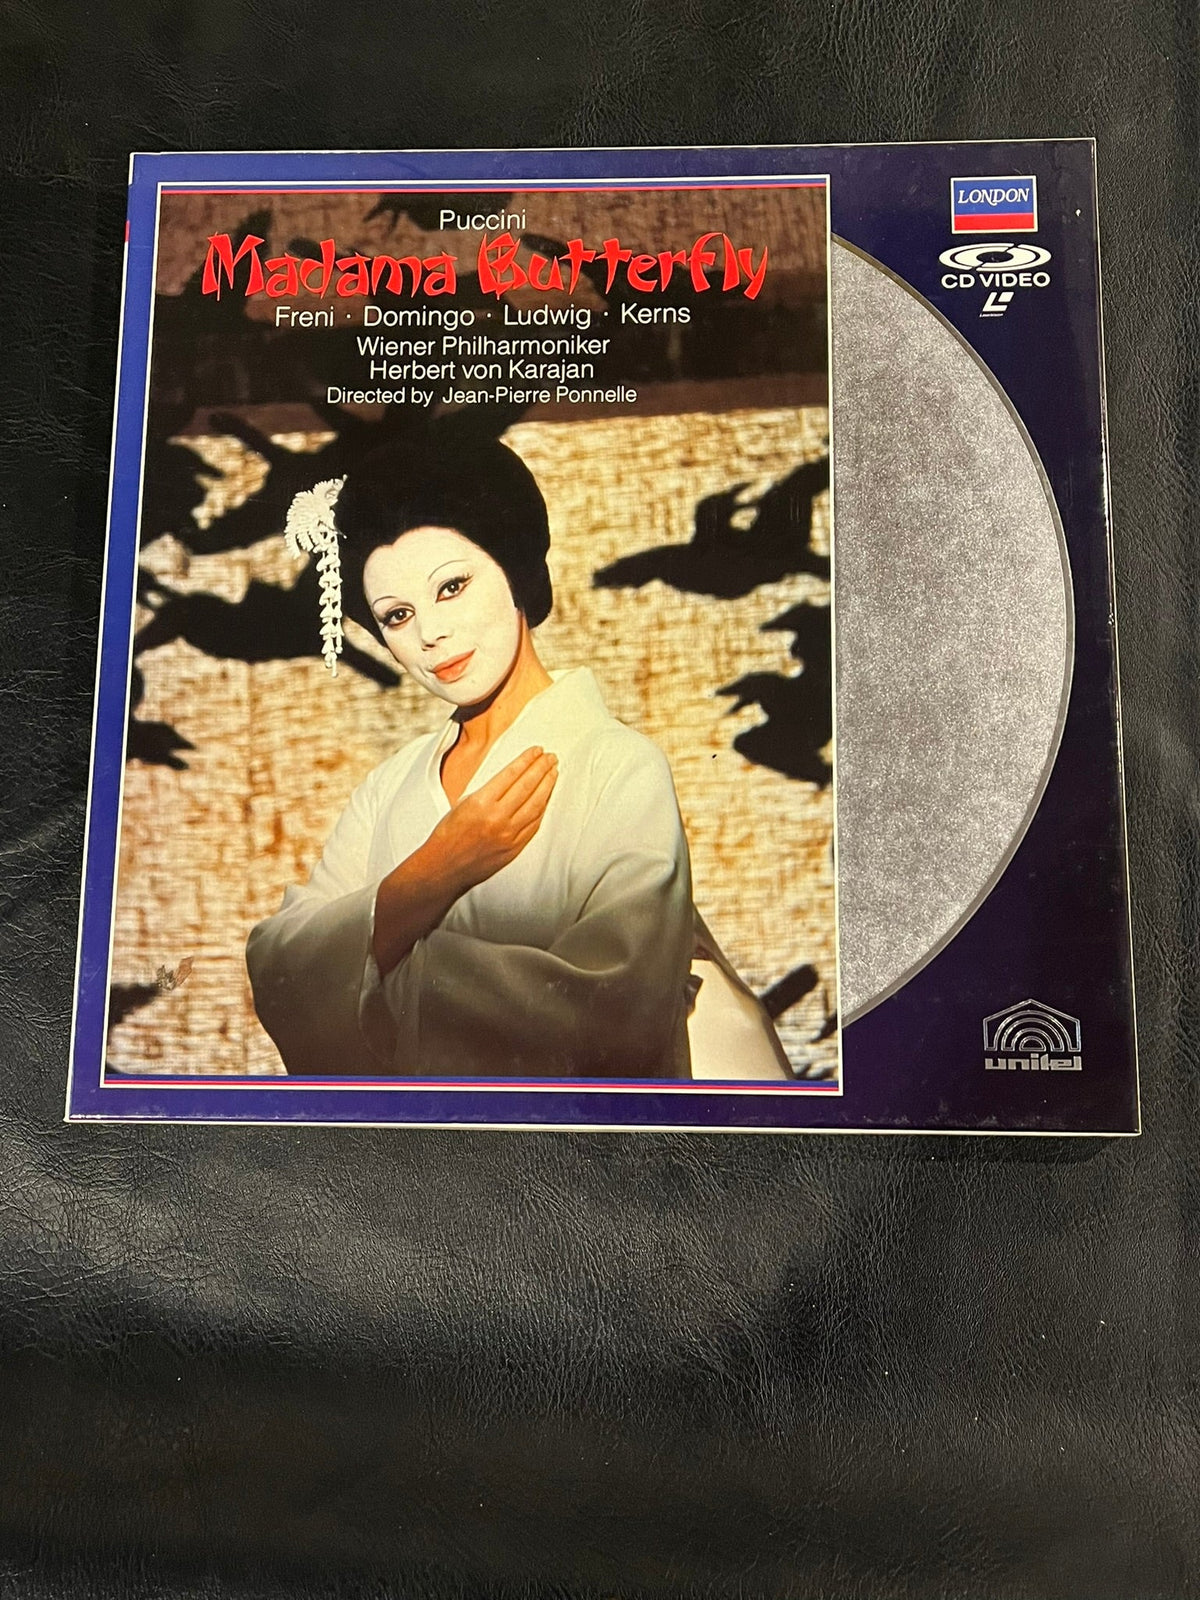 Puccini
Madama Butterfly
Freni · Domingo · Ludwig · Kerns
Wiener Philharmoniker
Herbert von Karajan
Directed by Jean-Pierre Ponnelle
LONDON
CD VIDEO
unitel